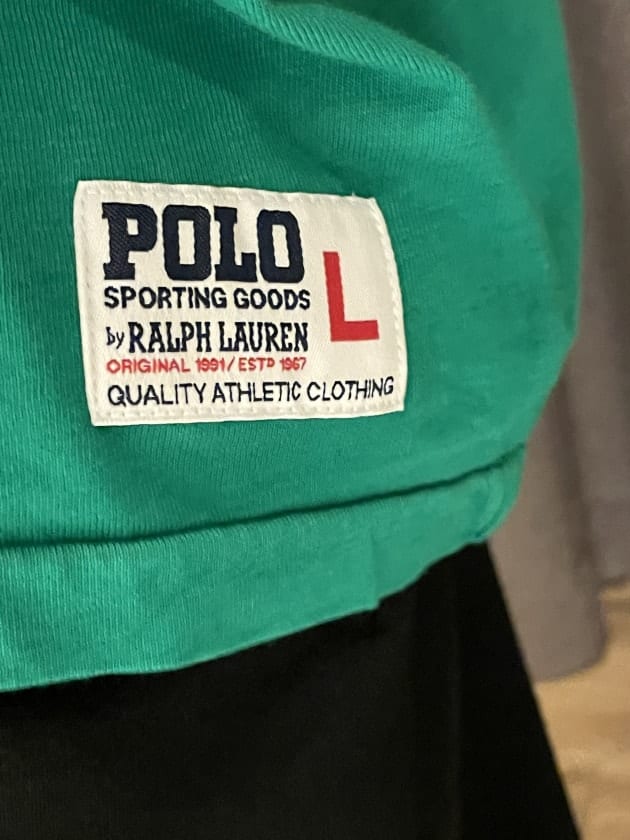 POLO
L
SPORTING GOODS
by RALPH LAUREN
ORIGINAL 1991/ESTD 1967
QUALITY ATHLETIC CLOTHING